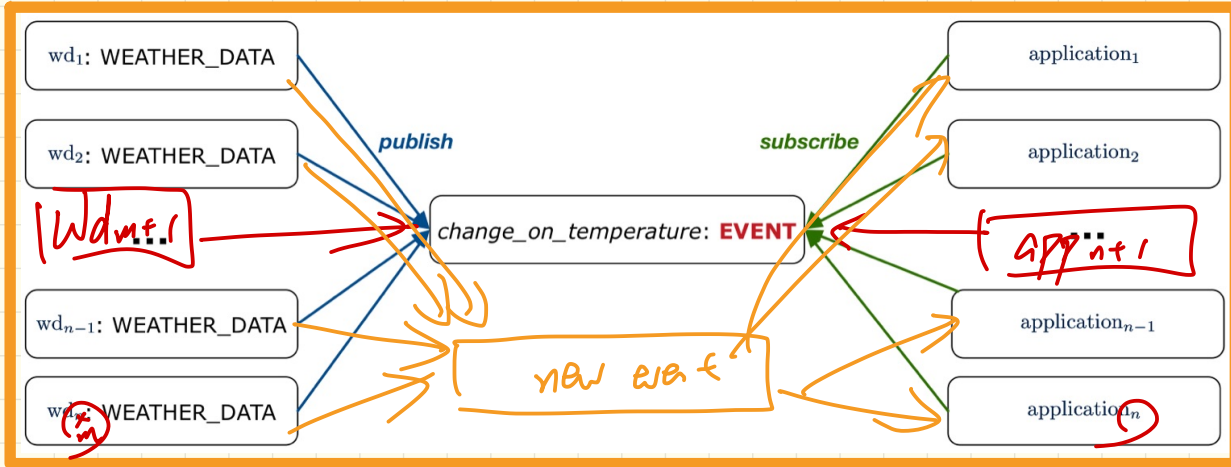 wd₁: WEATHER_DATA
application₁
publish
subscribe
wd₂: WEATHER_DATA
application₂
wdm+1
...
change_on_temperature: EVENT
...
app n+1
wdₙ₋₁: WEATHER_DATA
applicationₙ₋₁
new event
wdₙ: WEATHER_DATA
m
applicationₙ